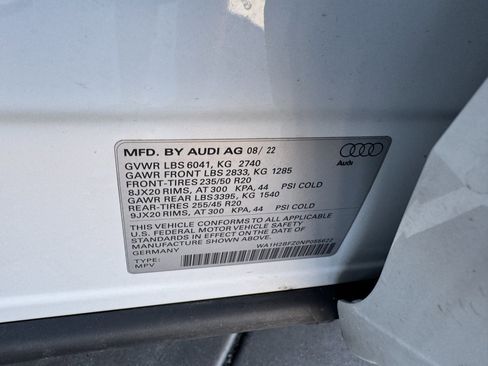 MFD. BY AUDI AG 08/22
GVWR LBS 6041, KG 2740
GAWR FRONT LBS 2833, KG 1285
FRONT-TIRES 235/50 R20
8JX20 RIMS, AT 300 KPA, 44 PSI COLD
GAWR REAR LBS3395, KG 1540
REAR-TIRES 255/45 R20
9JX20 RIMS, AT 300 KPA, 44 PSI COLD
THIS VEHICLE CONFORMS TO ALL APPLICABLE
U.S. FEDERAL MOTOR VEHICLE SAFETY
STANDARDS IN EFFECT ON THE DATE OF
MANUFACTURE SHOWN ABOVE.
GERMANY
TYPE:
MPV
Audi